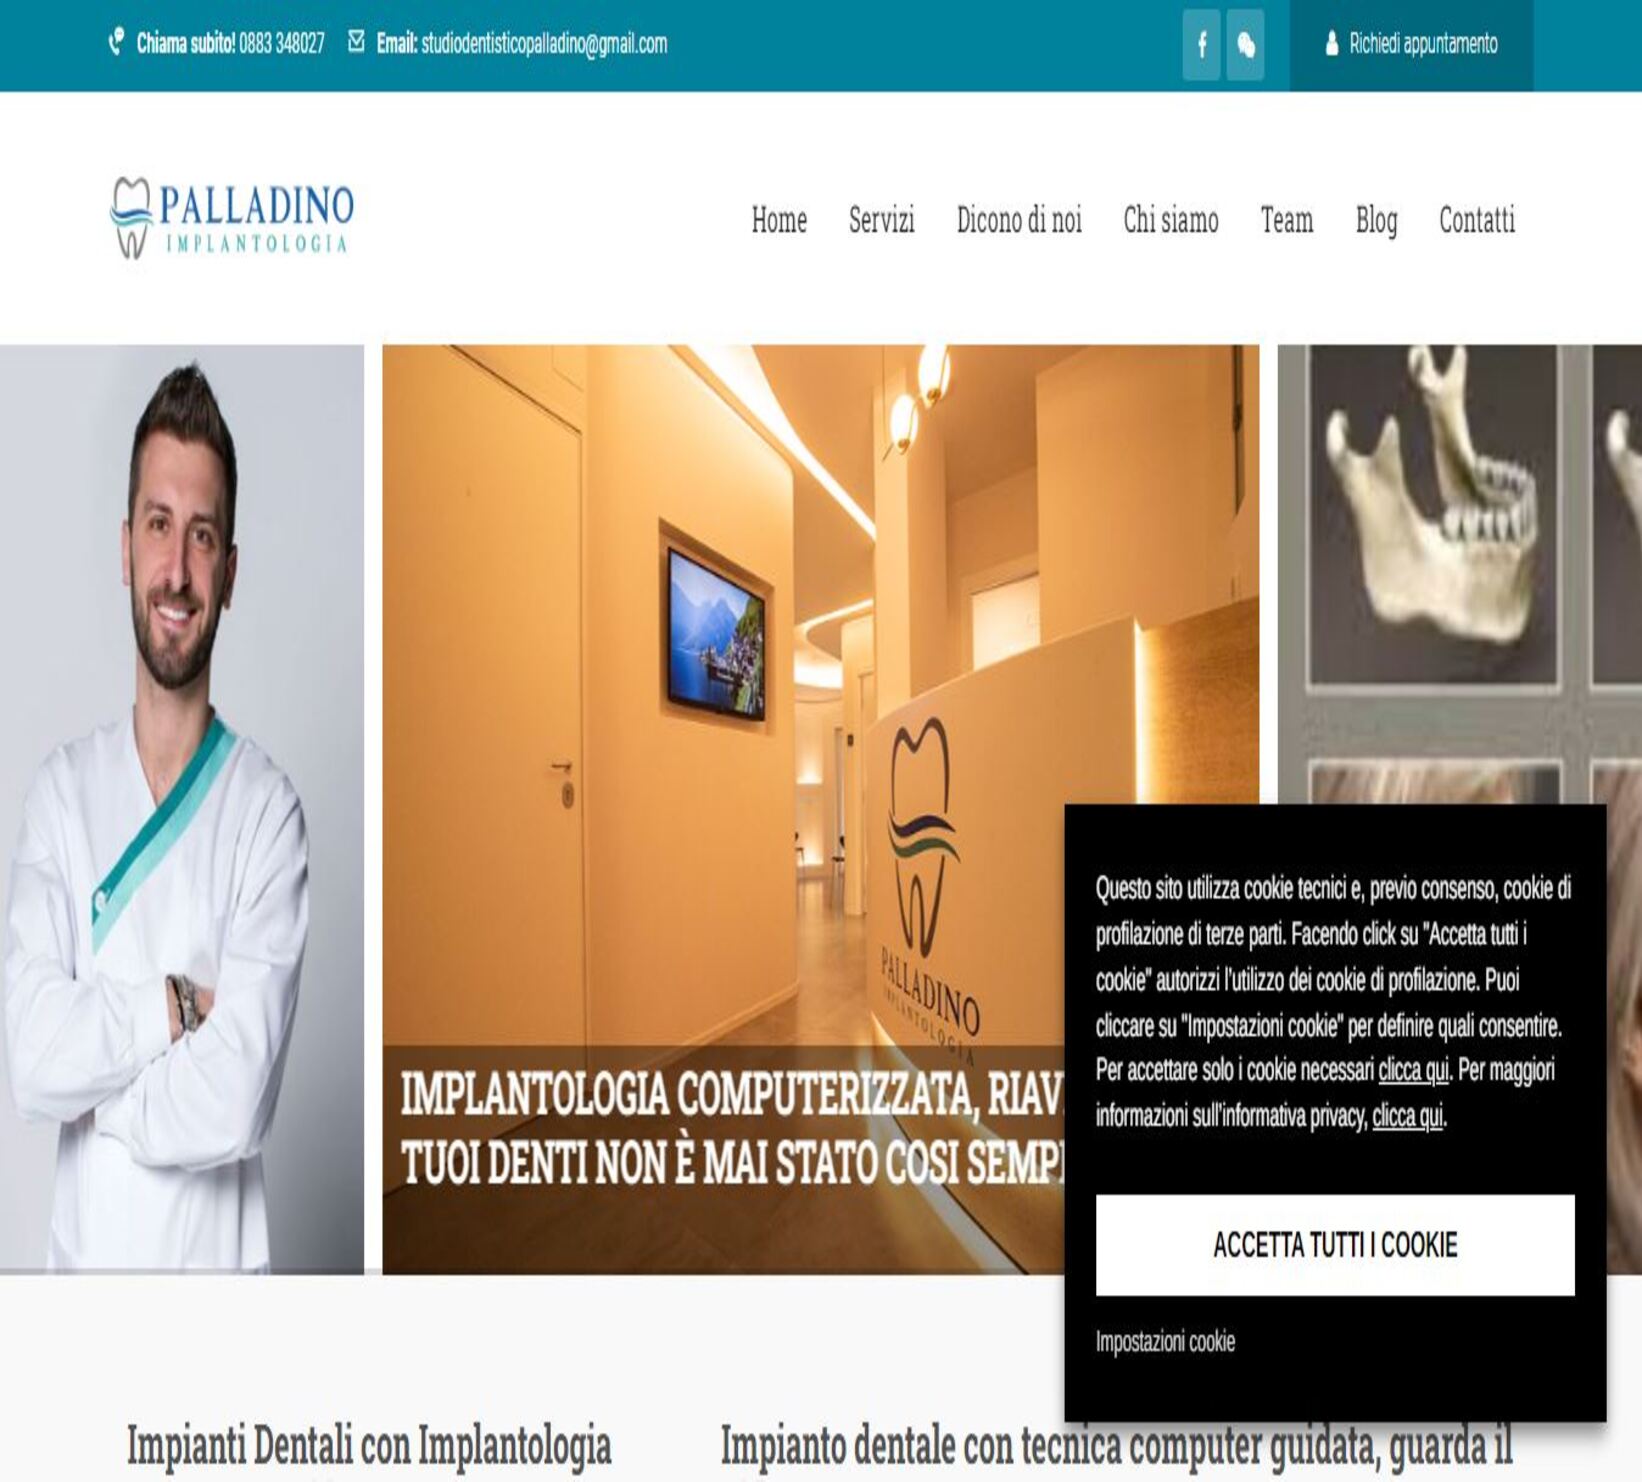 Chiama subito! 0883 348027 Email: studiodentisticopalladino@gmail.com
Richiedi appuntamento
PALLADINO
IMPLANTOLOGIA
Home Servizi Dicono di noi Chi siamo Team Blog Contatti
PALLADINO
IMPLANTOLOGIA
IMPLANTOLOGIA COMPUTERIZZATA, RIAV
TUOI DENTI NON È MAI STATO COSI SEMP
Questo sito utilizza cookie tecnici e, previo consenso, cookie di
profilazione di terze parti. Facendo click su "Accetta tutti i
cookie" autorizzi l'utilizzo dei cookie di profilazione. Puoi
cliccare su "Impostazioni cookie" per definire quali consentire.
Per accettare solo i cookie necessari clicca qui. Per maggiori
informazioni sull'informativa privacy, clicca qui.
ACCETTA TUTTI I COOKIE
Impostazioni cookie
Impianti Dentali con Implantologia
Impianto dentale con tecnica computer guidata, guarda il